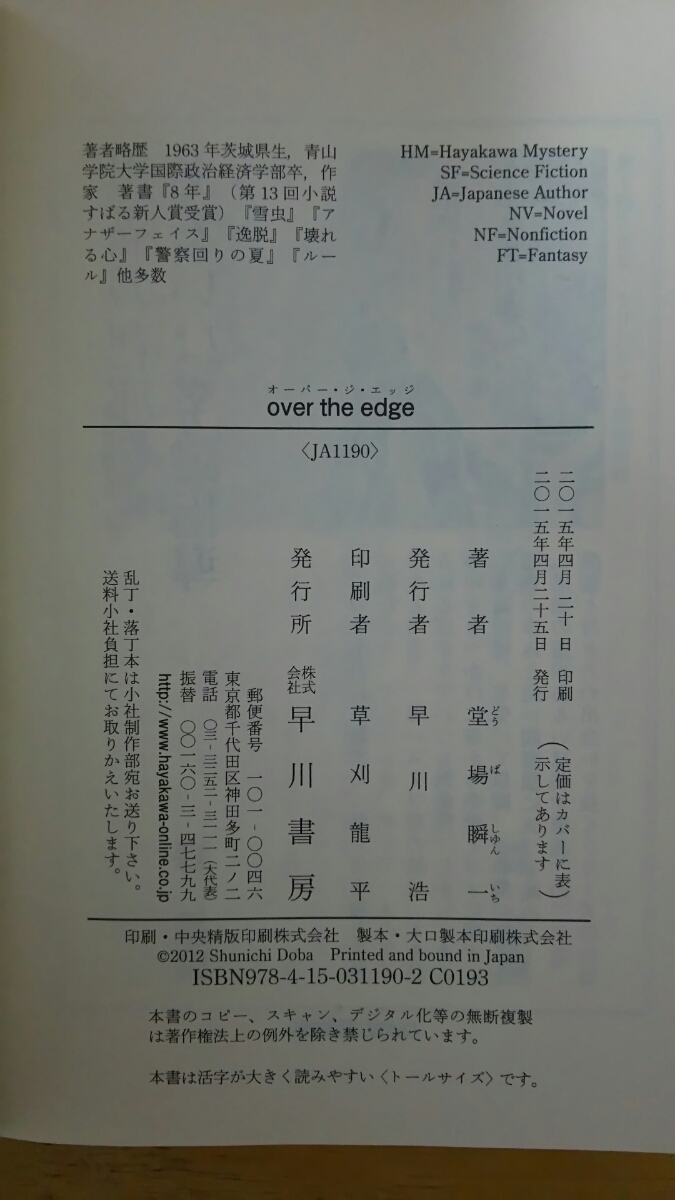 著者略歴　1963年茨城県生，青山
学院大学国際政治経済学部卒，作
家　著書『8年』（第13回小説
すばる新人賞受賞）『雪虫』『ア
ナザーフェイス』『逸脱』『壊れ
る心』『警察回りの夏』『ルー
ル』他多数
HM=Hayakawa Mystery
SF=Science Fiction
JA=Japanese Author
NV=Novel
NF=Nonfiction
FT=Fantasy
オーバー・ジ・エッジ
over the edge
〈JA1190〉
二〇一五年四月二十日　印刷
二〇一五年四月二十五日　発行
（定価はカバーに表
示してあります）
著者　堂場瞬一
どうばしゅんいち
発行者　早川浩
印刷者　草刈龍平
発行所　株式会社　早川書房
郵便番号　一〇一‐〇〇四六
東京都千代田区神田多町二ノ二
電話　〇三‐三二五二‐三一一一（大代表）
振替　〇〇一六〇‐三‐四七七九九
http://www.hayakawa-online.co.jp
乱丁・落丁本は小社制作部宛お送り下さい。
送料小社負担にてお取りかえいたします。
印刷・中央精版印刷株式会社　製本・大口製本印刷株式会社
©2012 Shunichi Doba　Printed and bound in Japan
ISBN978-4-15-031190-2 C0193
本書のコピー、スキャン、デジタル化等の無断複製
は著作権法上の例外を除き禁じられています。
本書は活字が大きく読みやすい〈トールサイズ〉です。